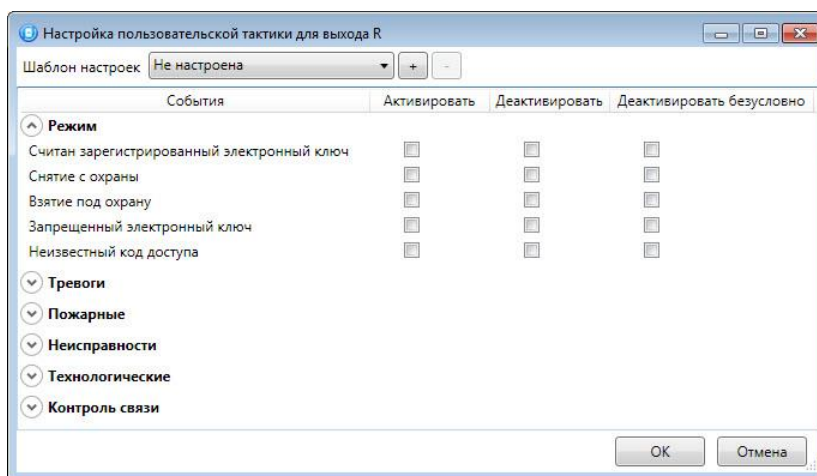 Настройка пользовательской тактики для выхода R
Шаблон настроек Не настроена + -
События Активировать Деактивировать Деактивировать безусловно
Режим
Считан зарегистрированный электронный ключ
Снятие с охраны
Взятие под охрану
Запрещенный электронный ключ
Неизвестный код доступа
Тревоги
Пожарные
Неисправности
Технологические
Контроль связи
OK Отмена